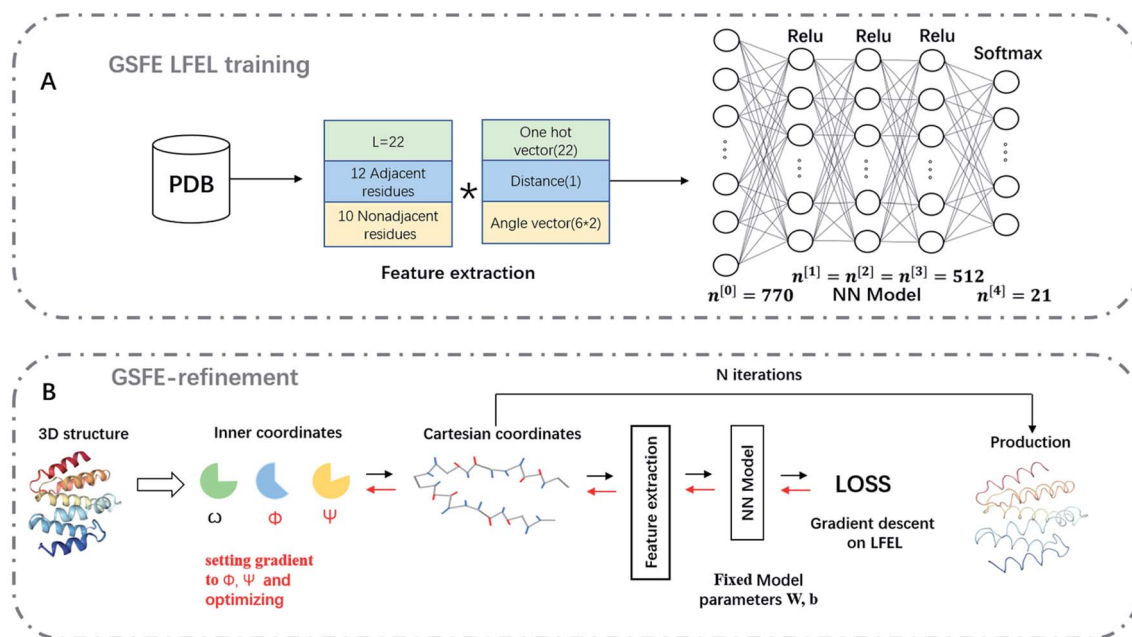 A
GSFE LFEL training
PDB
L=22
12 Adjacent
residues
10 Nonadjacent
residues
*
One hot
vector(22)
Distance(1)
Angle vector(6*2)
Feature extraction
Relu
Relu
Relu
Softmax
n[0] = 770
n[1] = n[2] = n[3] = 512
NN Model
n[4] = 21
B
GSFE-refinement
N iterations
3D structure
Inner coordinates
Cartesian coordinates
Production
ω
Φ
Ψ
setting gradient
to Φ, Ψ and
optimizing
Feature extraction
NN Model
Fixed Model
parameters W, b
LOSS
Gradient descent
on LFEL